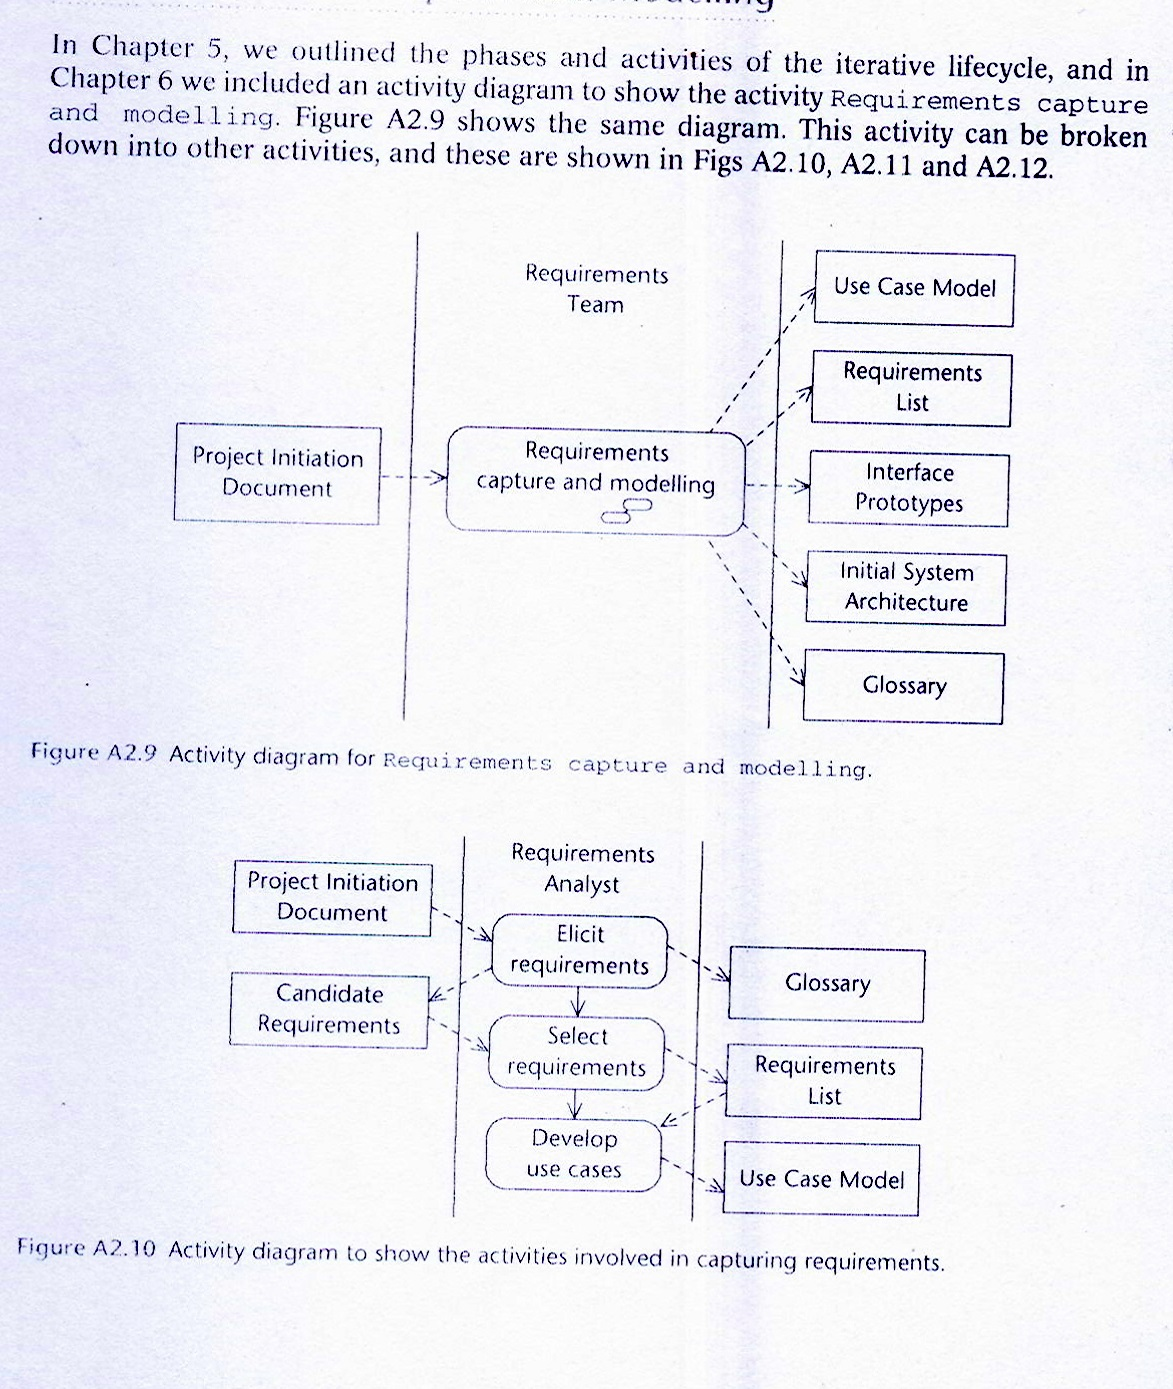 In Chapter 5, we outlined the phases and activities of the iterative lifecycle, and in
Chapter 6 we included an activity diagram to show the activity Requirements capture
and modelling. Figure A2.9 shows the same diagram. This activity can be broken
down into other activities, and these are shown in Figs A2.10, A2.11 and A2.12.
Requirements
Team
Use Case Model
Requirements
List
Project Initiation
Document
Requirements
capture and modelling
Interface
Prototypes
Initial System
Architecture
Glossary
Figure A2.9 Activity diagram for Requirements capture and modelling.
Requirements
Analyst
Project Initiation
Document
Elicit
requirements
Glossary
Candidate
Requirements
Select
requirements
Requirements
List
Develop
use cases
Use Case Model
Figure A2.10 Activity diagram to show the activities involved in capturing requirements.